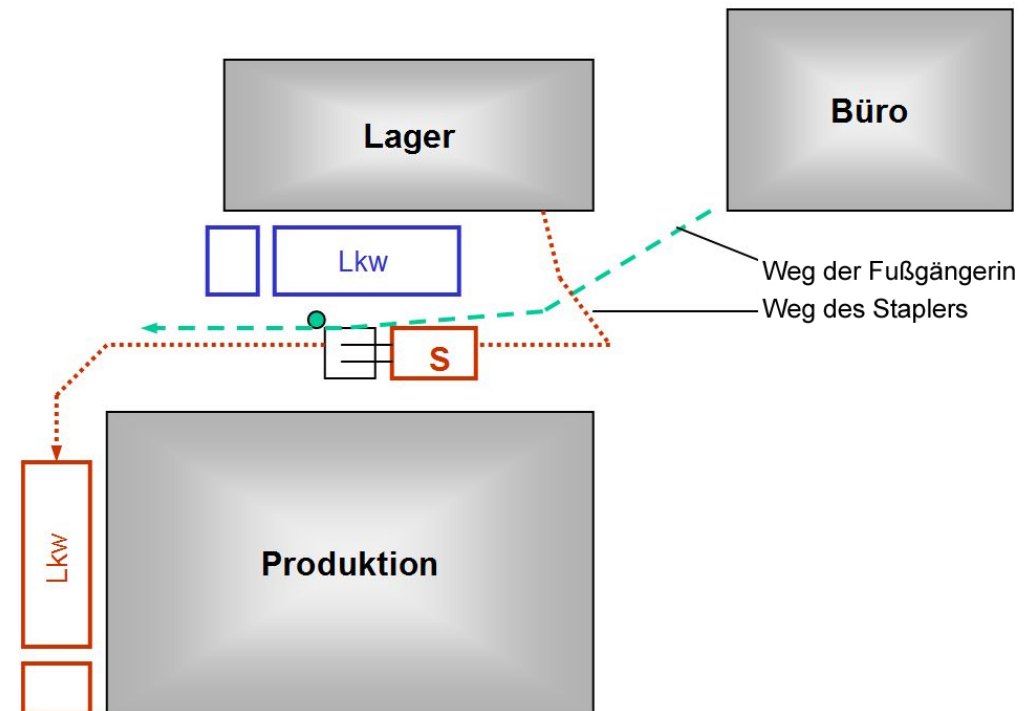 Büro
Lager
Lkw
Weg der Fußgängerin
Weg des Staplers
S
Lkw
Produktion